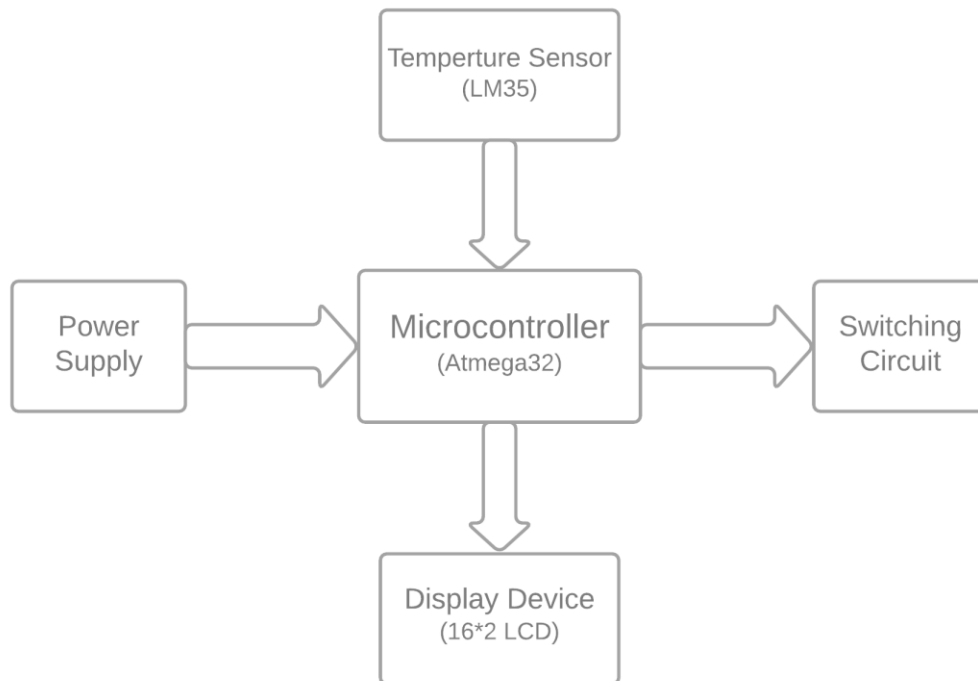 Temperture Sensor
(LM35)
Power
Supply
Microcontroller
(Atmega32)
Switching
Circuit
Display Device
(16*2 LCD)